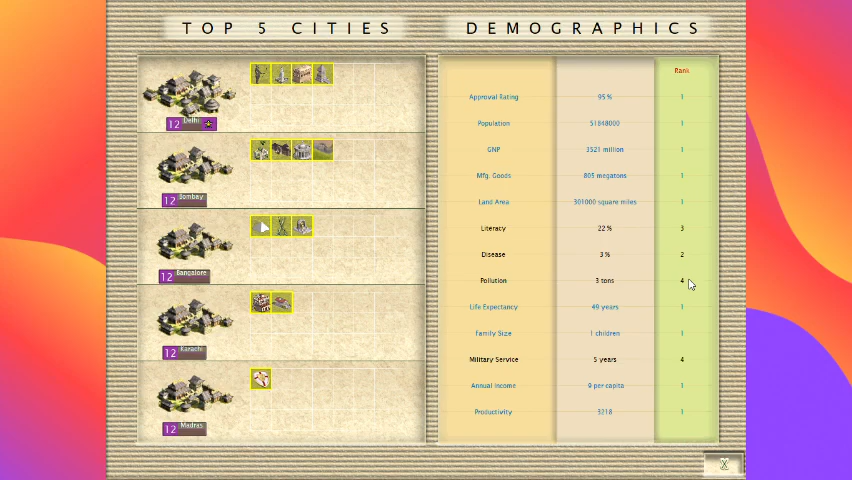 TOP 5 CITIES
DEMOGRAPHICS
12 Delhi
12 Bombay
12 Bangalore
12 Karachi
12 Madras
Rank
Approval Rating 95 % 1
Population 51848000 1
GNP 3521 million 1
Mfg. Goods 805 megatons 1
Land Area 301000 square miles 1
Literacy 22 % 3
Disease 3 % 2
Pollution 3 tons 4
Life Expectancy 49 years 1
Family Size 1 children 1
Military Service 5 years 4
Annual Income 9 per capita 1
Productivity 3218 1
X